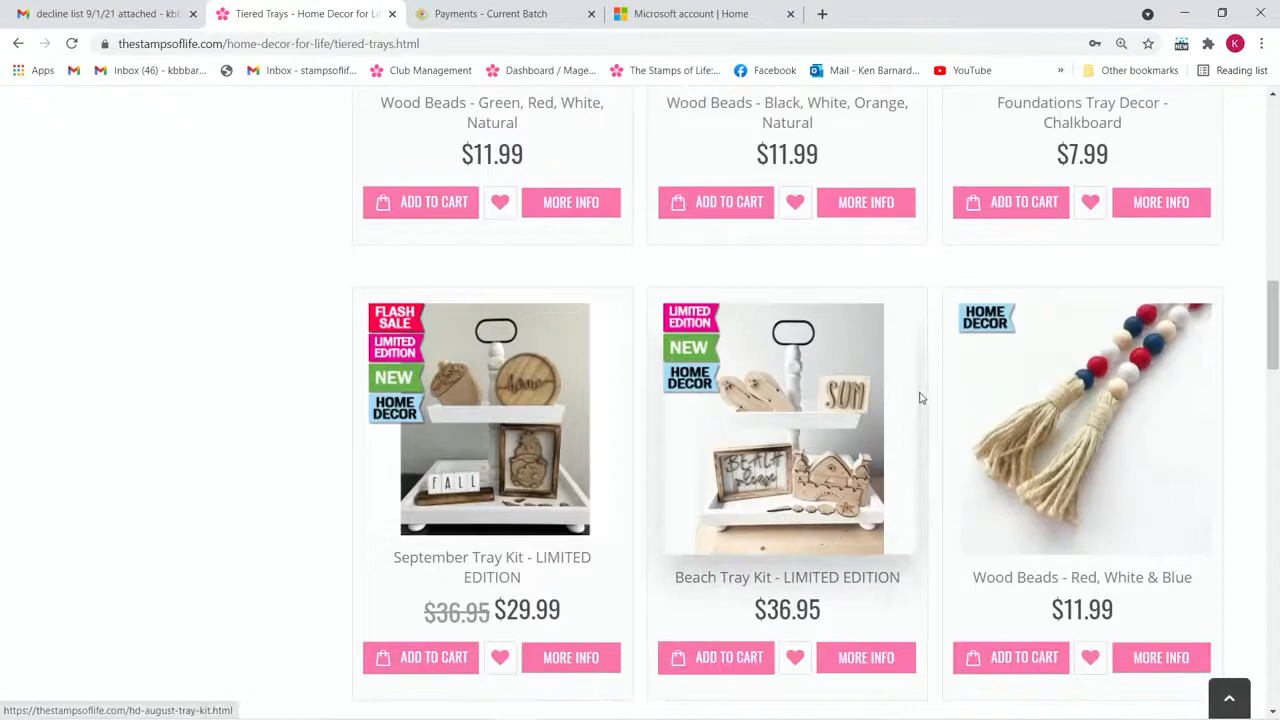 decline list 9/1/21 attached - kbb
Tiered Trays - Home Decor for Li
Payments - Current Batch
Microsoft account | Home
thestampsoflife.com/home-decor-for-life/tiered-trays.html
NEW
K
Apps
Inbox (46) - kbbbar...
Inbox - stampsoflif...
Club Management
Dashboard / Mage...
The Stamps of Life:...
Facebook
Mail - Ken Barnard...
YouTube
»
Other bookmarks
Reading list
Wood Beads - Green, Red, White,
Natural
$11.99
ADD TO CART
MORE INFO
Wood Beads - Black, White, Orange,
Natural
$11.99
ADD TO CART
MORE INFO
Foundations Tray Decor -
Chalkboard
$7.99
ADD TO CART
MORE INFO
FLASH
SALE
LIMITED
EDITION
NEW
HOME
DECOR
home
FALL
September Tray Kit - LIMITED
EDITION
$36.95 $29.99
ADD TO CART
MORE INFO
LIMITED
EDITION
NEW
HOME
DECOR
SUN
BEACH
please
Beach Tray Kit - LIMITED EDITION
$36.95
ADD TO CART
MORE INFO
HOME
DECOR
Wood Beads - Red, White & Blue
$11.99
ADD TO CART
MORE INFO
https://thestampsoflife.com/hd-august-tray-kit.html